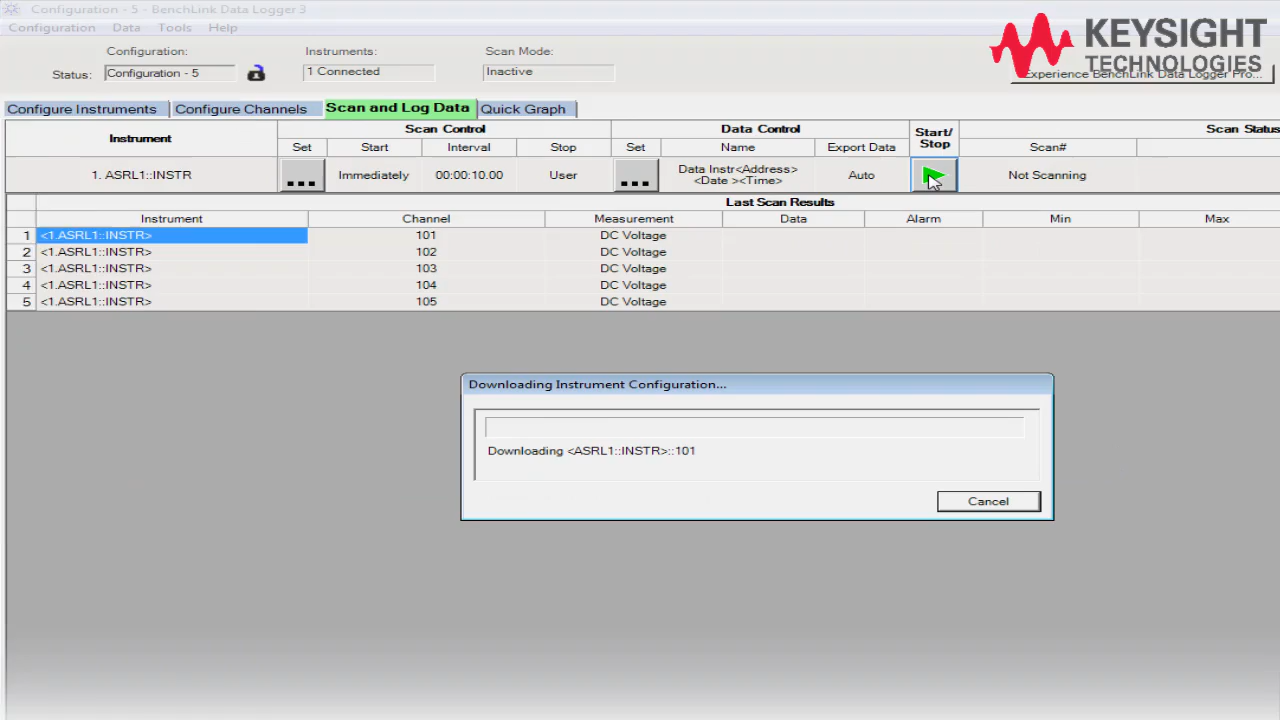 Configuration - 5 - BenchLink Data Logger 3
Configuration Data Tools Help
KEYSIGHT
TECHNOLOGIES
Configuration: Instruments: Scan Mode:
Status: Configuration - 5 1 Connected Inactive
Experience BenchLink Data Logger Pro...
Configure Instruments Configure Channels Scan and Log Data Quick Graph
Instrument Scan Control Data Control Start/ Stop Scan Status
Set Start Interval Stop Set Name Export Data Scan#
1. ASRL1::INSTR ... Immediately 00:00:10.00 User ... Data Instr<Address> <Date ><Time> Auto Not Scanning
Last Scan Results
Instrument Channel Measurement Data Alarm Min Max
1 <1.ASRL1::INSTR> 101 DC Voltage
2 <1.ASRL1::INSTR> 102 DC Voltage
3 <1.ASRL1::INSTR> 103 DC Voltage
4 <1.ASRL1::INSTR> 104 DC Voltage
5 <1.ASRL1::INSTR> 105 DC Voltage
Downloading Instrument Configuration...
Downloading <ASRL1::INSTR>::101
Cancel